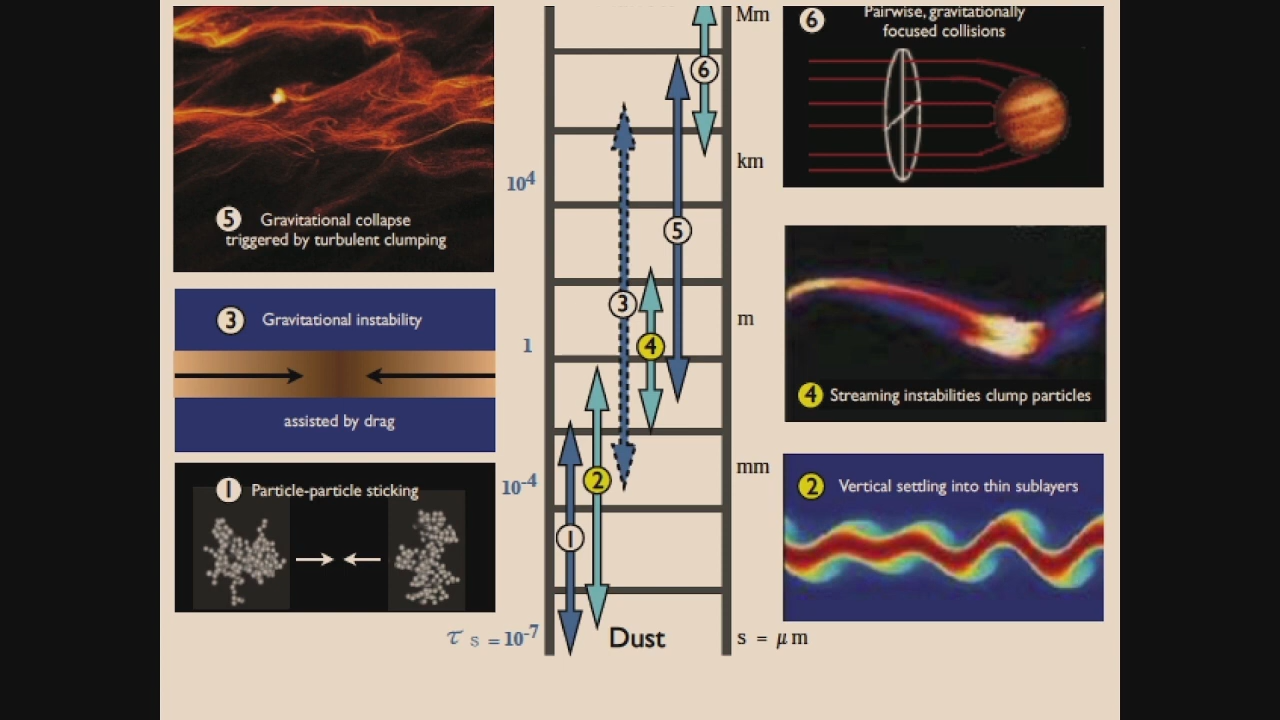 Mm
6
Pairwise, gravitationally
focused collisions
6
km
10⁴
5
Gravitational collapse
triggered by turbulent clumping
5
3
Gravitational instability
3
m
1
4
assisted by drag
4
Streaming instabilities clump particles
mm
10⁻⁴
2
1
Particle-particle sticking
2
Vertical settling into thin sublayers
1
τ s = 10⁻⁷
Dust
s = μm